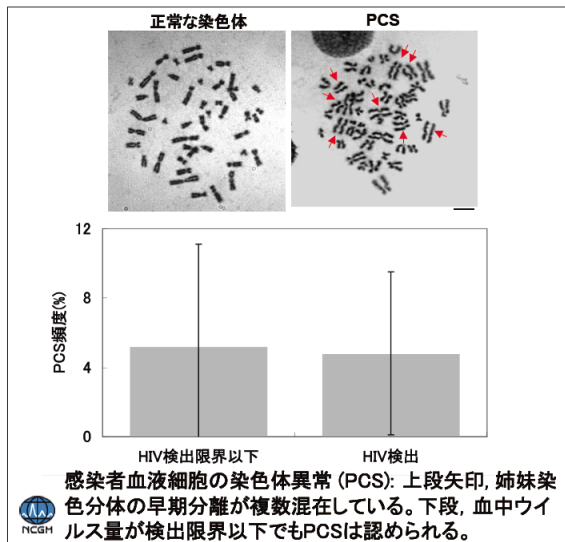 正常な染色体
PCS
12
8
4
0
PCS頻度(%)
HIV検出限界以下
HIV検出
感染者血液細胞の染色体異常 (PCS): 上段矢印, 姉妹染
色分体の早期分離が複数混在している。下段, 血中ウイ
ルス量が検出限界以下でもPCSは認められる。
NCGM